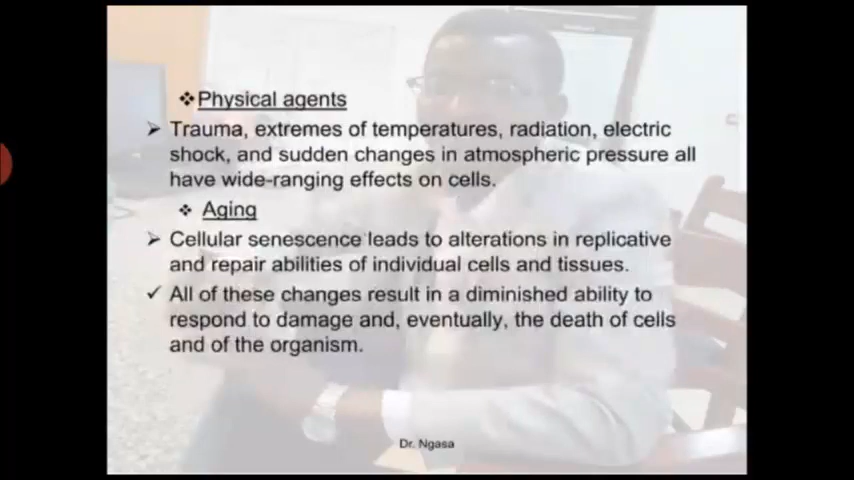 ❖Physical agents
➢ Trauma, extremes of temperatures, radiation, electric
shock, and sudden changes in atmospheric pressure all
have wide-ranging effects on cells.
❖ Aging
➢ Cellular senescence leads to alterations in replicative
and repair abilities of individual cells and tissues.
✓ All of these changes result in a diminished ability to
respond to damage and, eventually, the death of cells
and of the organism.
Dr. Ngasa